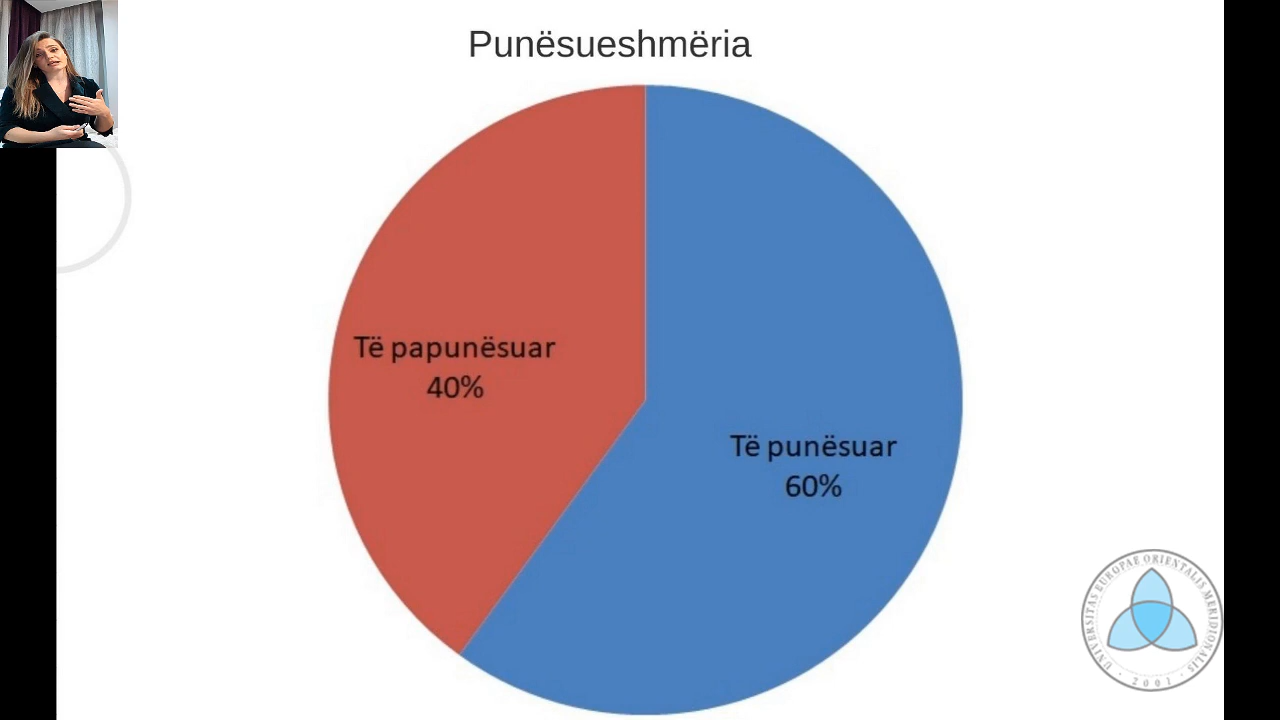 Punësueshmëria
Të papunësuar
40%
Të punësuar
60%
UNIVERSITAS EUROPAE ORIENTALIS MERIDIONALIS
· 2001 ·